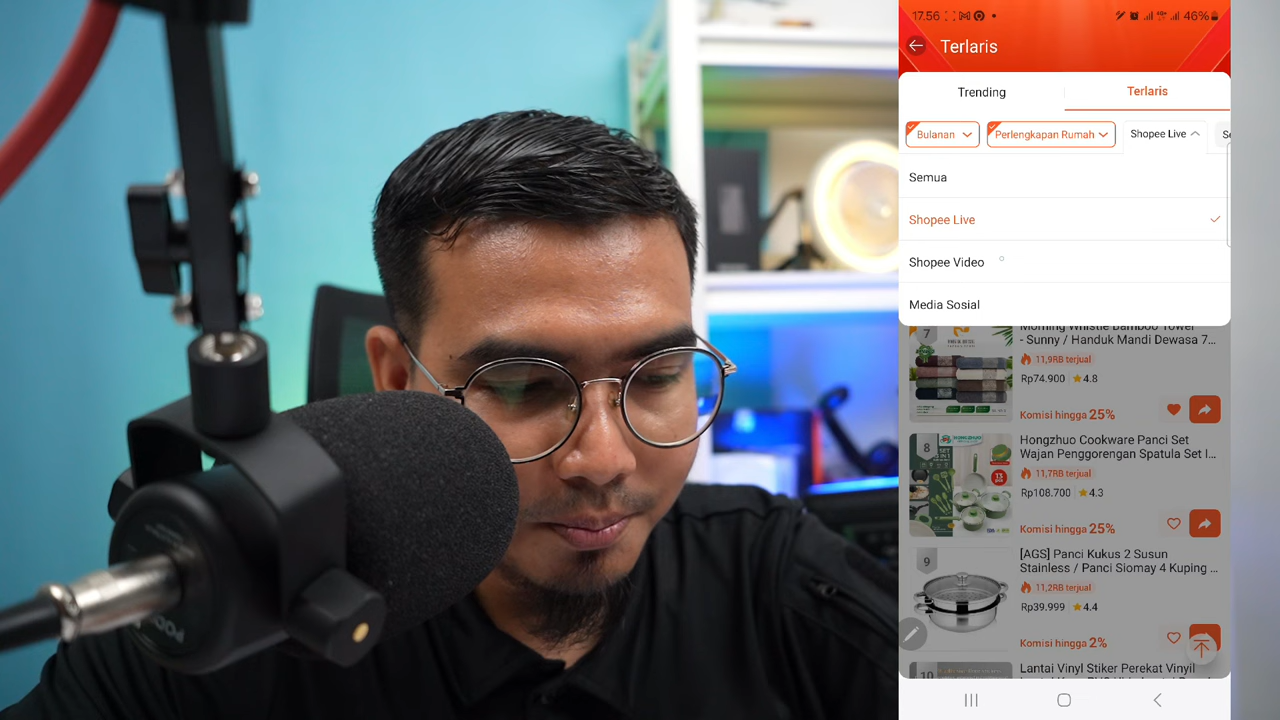 17.56
46%
Terlaris
Trending
Terlaris
Bulanan
Perlengkapan Rumah
Shopee Live
Se
Semua
Shopee Live
Shopee Video
Media Sosial
7
Morning Whistle Bamboo Tower
- Sunny / Handuk Mandi Dewasa 7...
11,9RB terjual
Rp74.900
4.8
Komisi hingga 25%
8
Hongzhuo Cookware Panci Set
Wajan Penggorengan Spatula Set I...
11,7RB terjual
Rp108.700
4.3
Komisi hingga 25%
9
[AGS] Panci Kukus 2 Susun
Stainless / Panci Siomay 4 Kuping ...
11,2RB terjual
Rp39.999
4.4
Komisi hingga 2%
10
Lantai Vinyl Stiker Perekat Vinyil